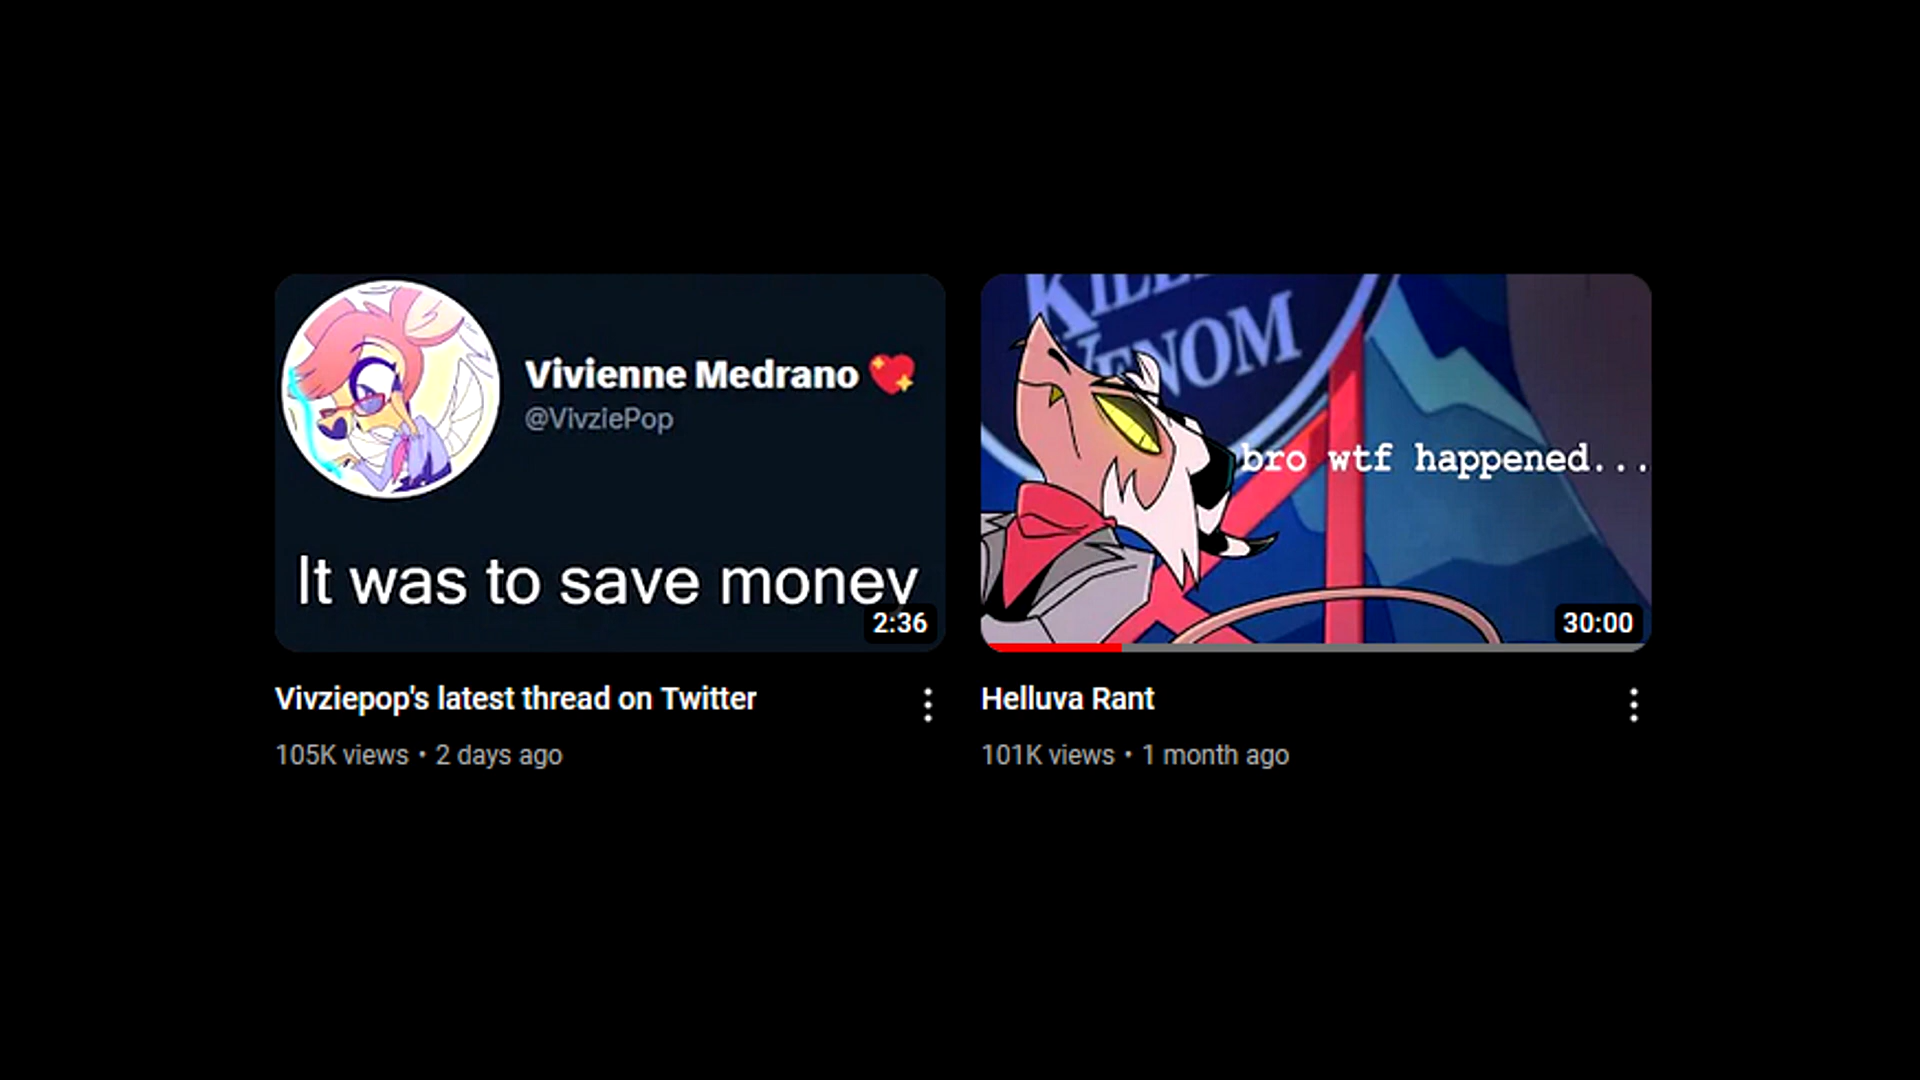 Vivienne Medrano 💖
@VivziePop
It was to save money
2:36
Vivziepop's latest thread on Twitter
105K views • 2 days ago
VENOM
bro wtf happened...
30:00
Helluva Rant
101K views • 1 month ago